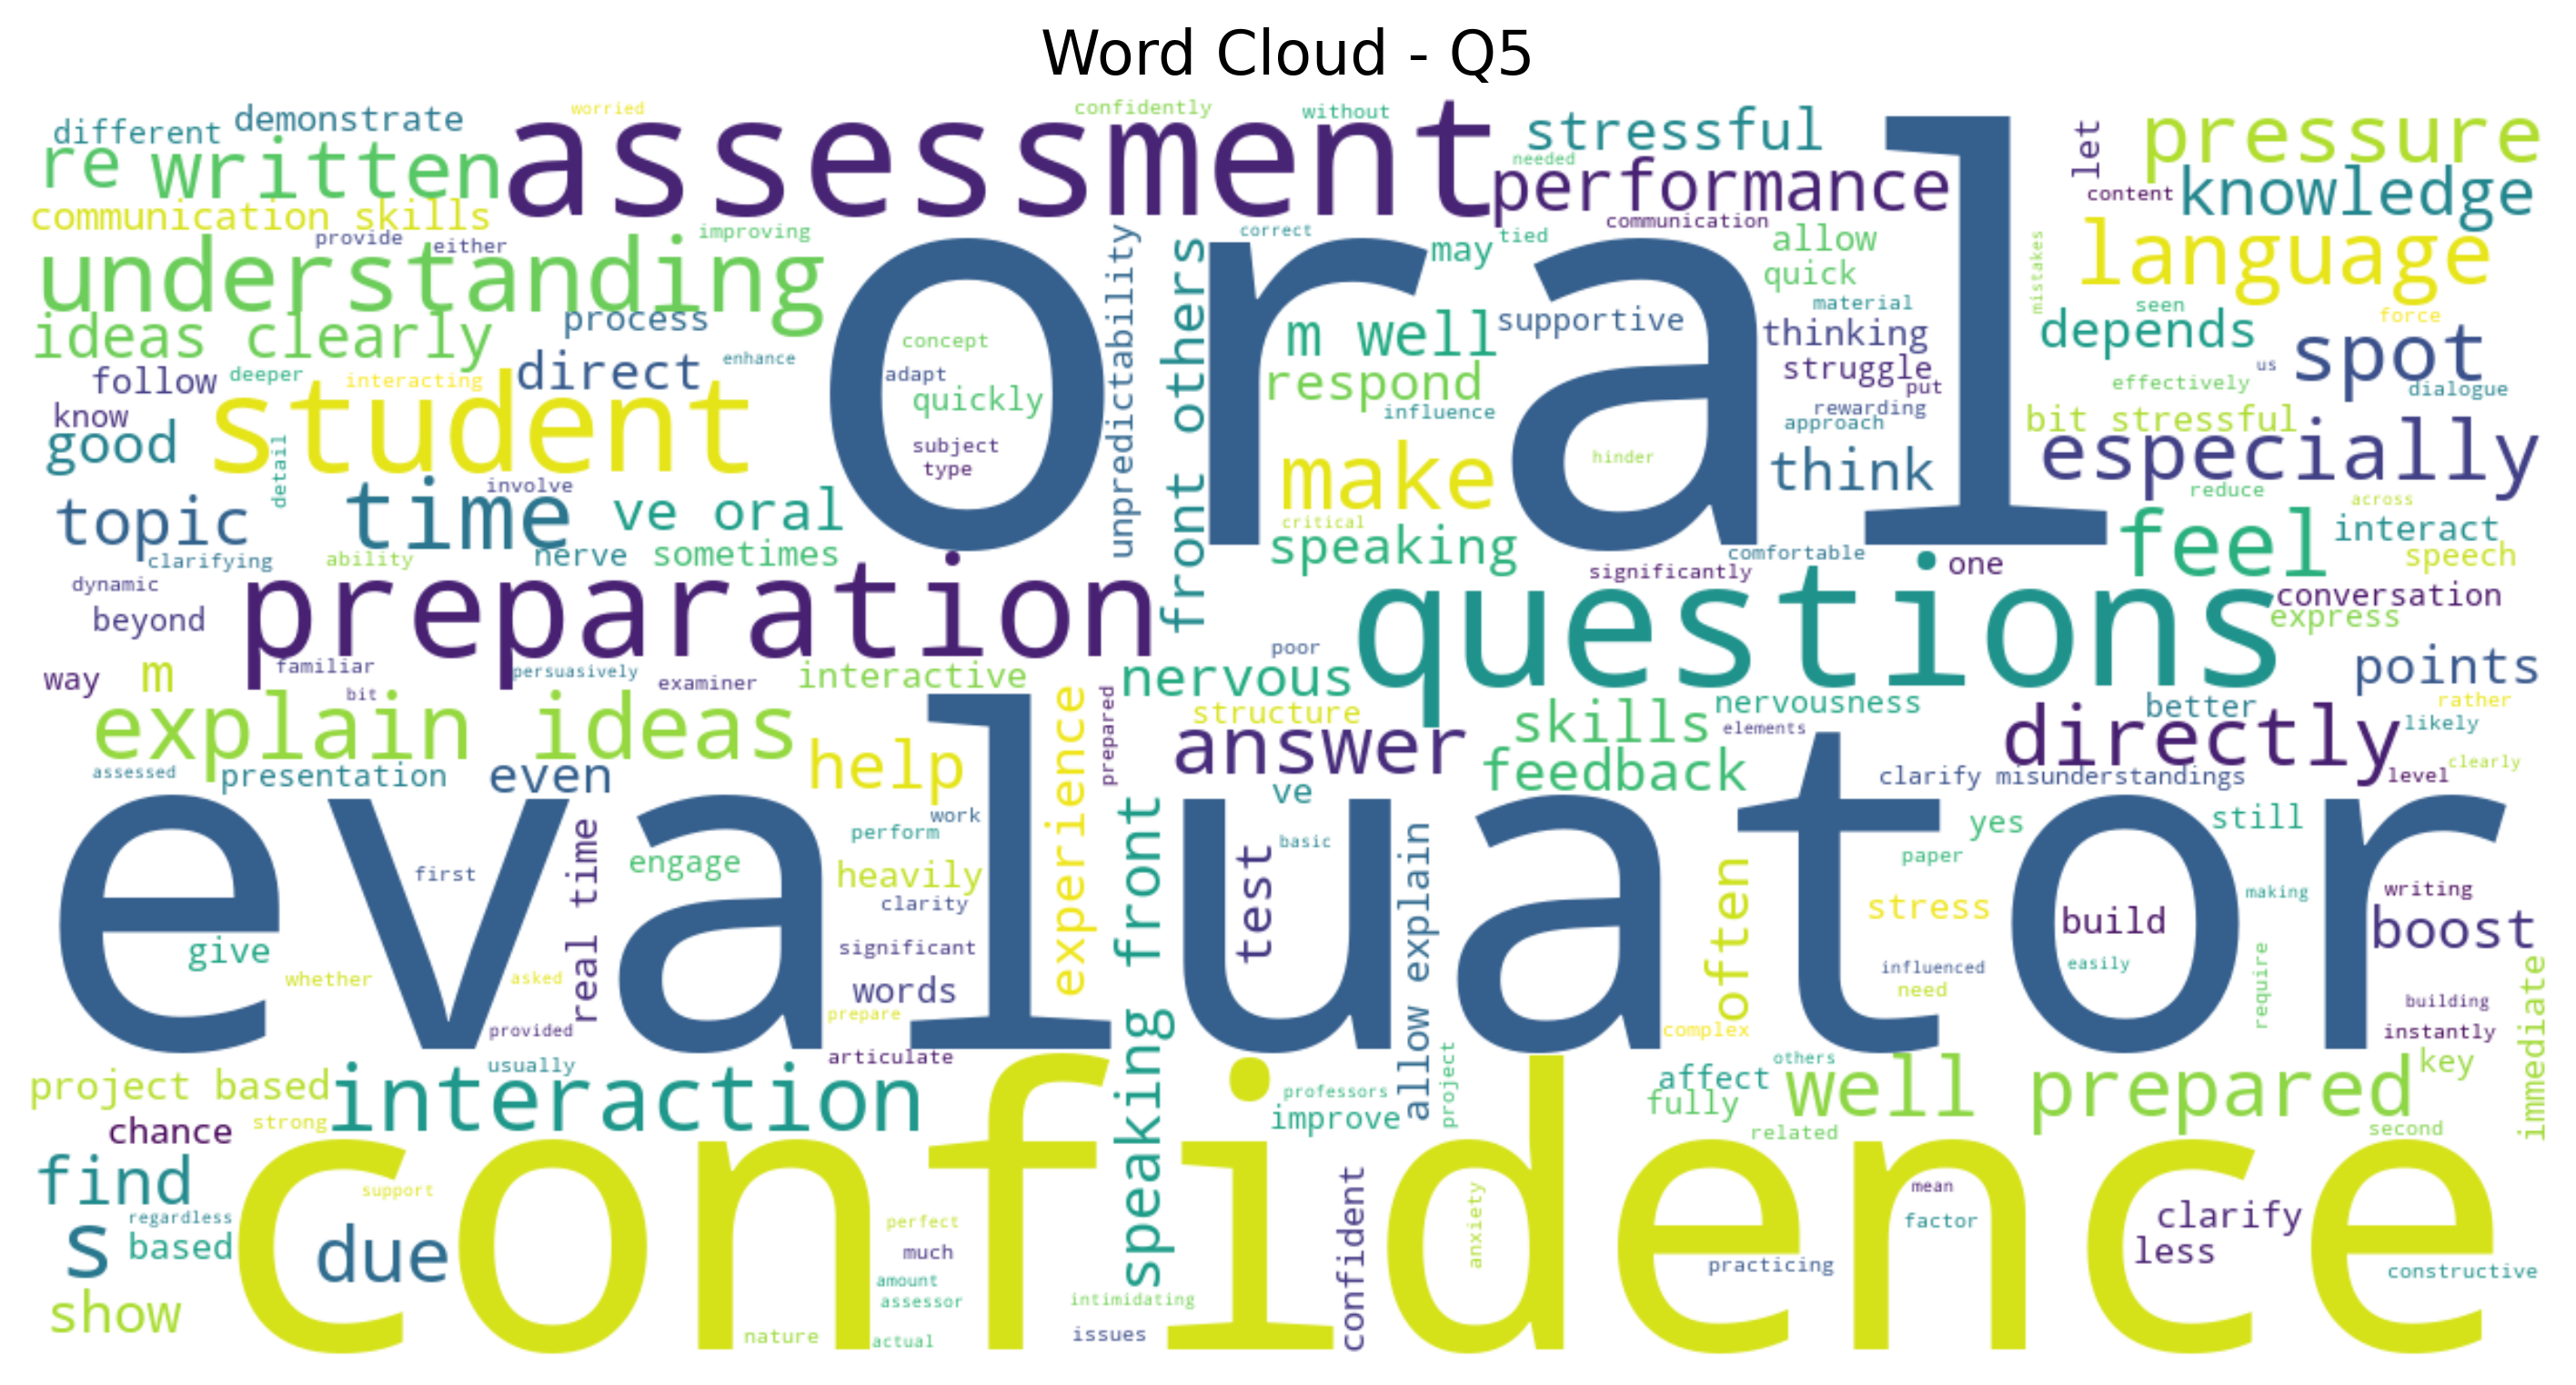 Word Cloud - Q5
worried
confidently
without
different
demonstrate
assessment
stressful
let
pressure
re
written
needed
performance
content
knowledge
communication skills
provide
either
improving
correct
tied
communication
understanding
unpredictability
front others
may
allow
quick
mistakes
language
oral
ideas clearly
process
concept
m well
supportive
material
thinking
depends
seen
force
follow
deeper
interacting
direct
enhance
adapt
quickly
respond
influence
struggle
put
us
spot
effectively
dialogue
know
student
good
detail
subject
type
make
hinder
rewarding
approach
think
bit stressful
especially
topic
involve
time
ve oral
critical
speaking
reduce
across
feel
interact
clarifying
ability
nerve
sometimes
comfortable
significantly
one
speech
dynamic
beyond
preparation
questions
conversation
express
way
m
familiar
bit
persuasively
examiner
interactive
poor
nervous
points
explain ideas
experience
prepared
structure
skills
nervousness
elements
better
rather
directly
likely
assessed
presentation
even
help
answer
feedback
clarify misunderstandings
level
clearly
evaluator
work
perform
ve
basic
yes
still
first
real time
engage
heavily
clarity
speaking front
test
allow explain
often
paper
stress
build
making
writing
boost
give
whether
asked
significant
words
influenced
need
easily
require
building
immediate
provided
prepare
complex
instantly
articulate
usually
others
key
project based
interaction
professors
improve
project
affect
fully
well prepared
chance
strong
related
second
confidence
find
support
confident
anxiety
mean
factor
clarify
less
s
regardless
based
due
perfect
much
amount
assessor
practicing
constructive
show
nature
actual
intimidating
issues